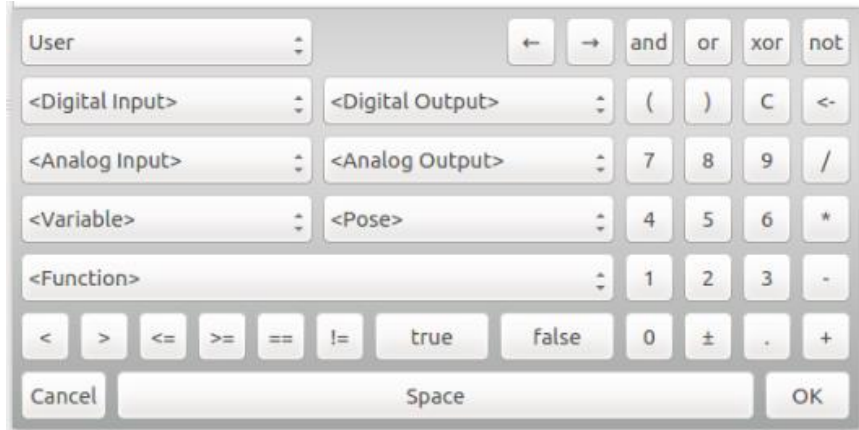 User ← → and or xor not
<Digital Input> <Digital Output> ( ) C <-
<Analog Input> <Analog Output> 7 8 9 /
<Variable> <Pose> 4 5 6 *
<Function> 1 2 3 -
< > <= >= == != true false 0 ± . +
Cancel Space OK